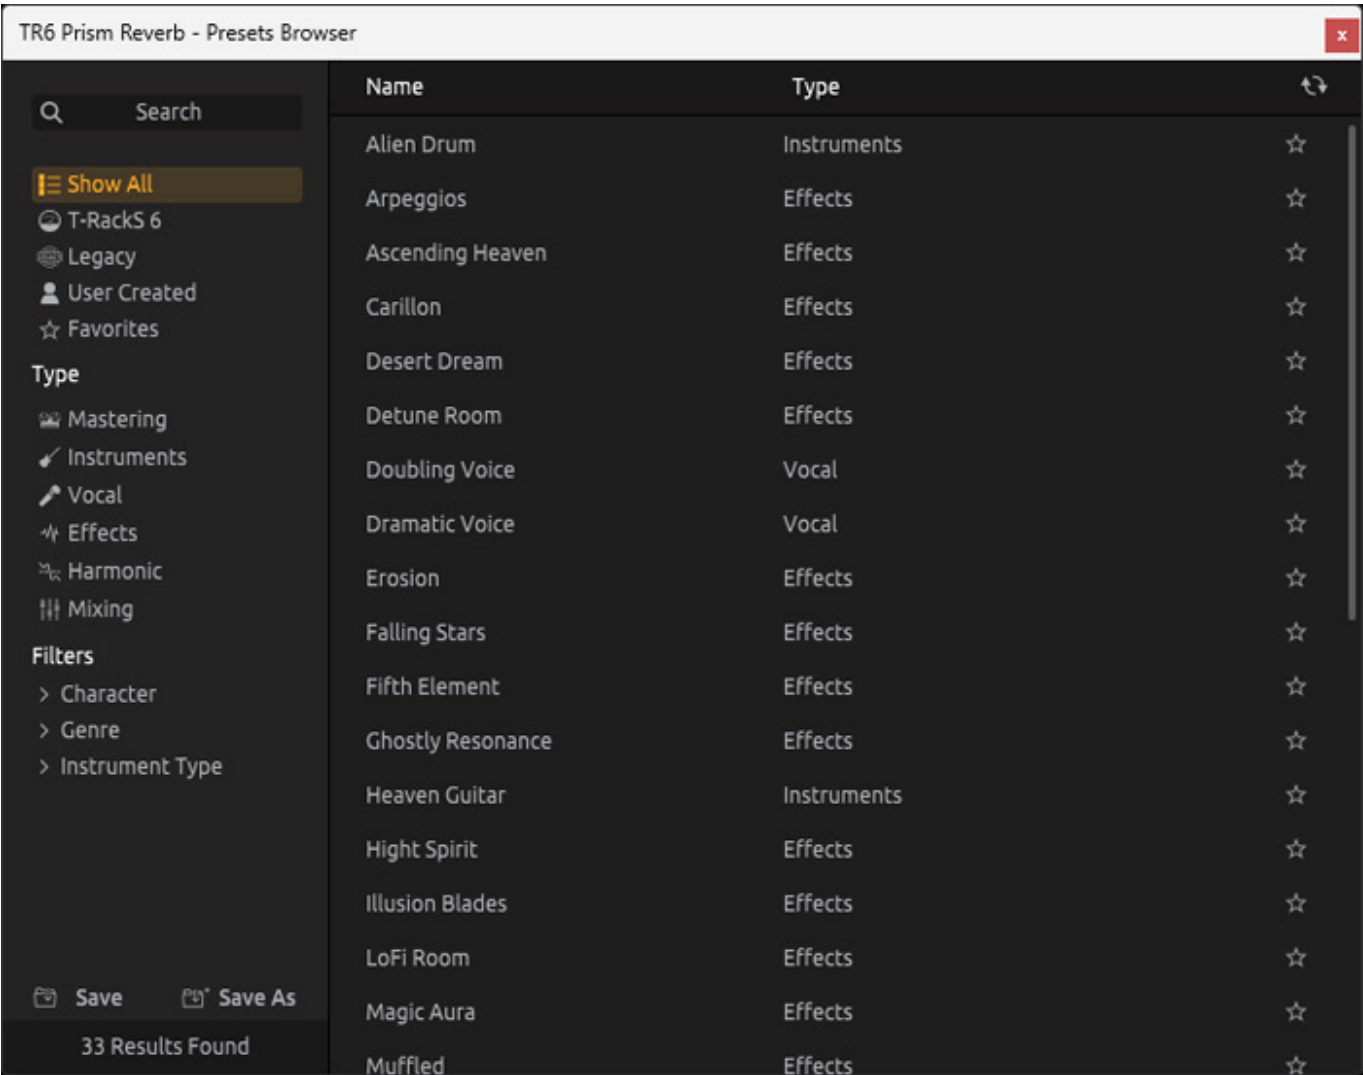 TR6 Prism Reverb - Presets Browser
x
Search
Show All
T-RackS 6
Legacy
User Created
Favorites
Type
Mastering
Instruments
Vocal
Effects
Harmonic
Mixing
Filters
> Character
> Genre
> Instrument Type
Save Save As
33 Results Found
Name Type
Alien Drum Instruments
Arpeggios Effects
Ascending Heaven Effects
Carillon Effects
Desert Dream Effects
Detune Room Effects
Doubling Voice Vocal
Dramatic Voice Vocal
Erosion Effects
Falling Stars Effects
Fifth Element Effects
Ghostly Resonance Effects
Heaven Guitar Instruments
Hight Spirit Effects
Illusion Blades Effects
LoFi Room Effects
Magic Aura Effects
Muffled Effects